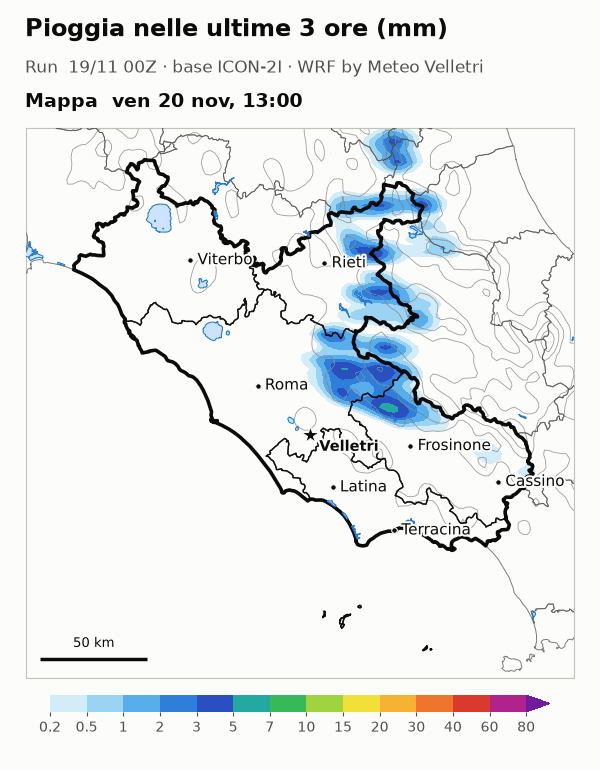 Pioggia nelle ultime 3 ore (mm)
Run 19/11 00Z · base ICON-2I · WRF by Meteo Velletri
Mappa ven 20 nov, 13:00
Viterbo
Rieti
Roma
Velletri
Frosinone
Cassino
Latina
Terracina
50 km
0.2 0.5 1 2 3 5 7 10 15 20 30 40 60 80